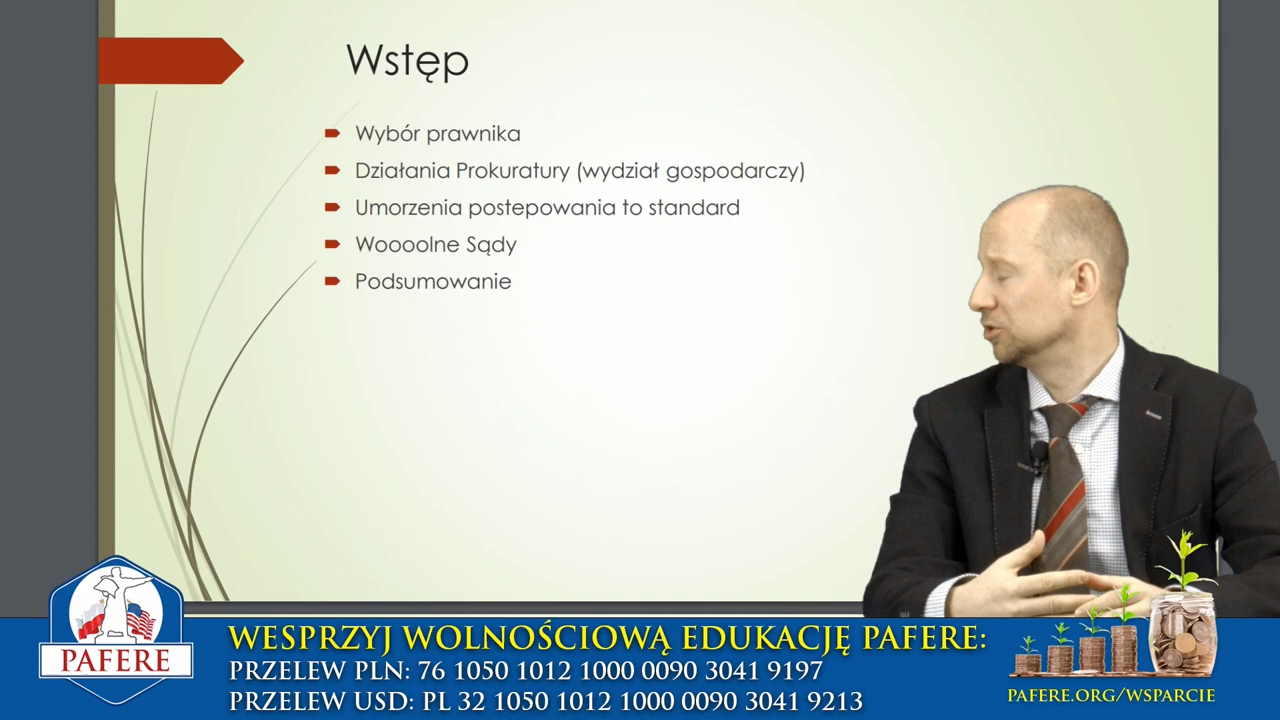 Wstęp
Wybór prawnika
Działania Prokuratury (wydział gospodarczy)
Umorzenia postepowania to standard
Woooolne Sądy
Podsumowanie
PAFERE
WESPRZYJ WOLNOŚCIOWĄ EDUKACJĘ PAFERE:
PRZELEW PLN: 76 1050 1012 1000 0090 3041 9197
PRZELEW USD: PL 32 1050 1012 1000 0090 3041 9213
PAFERE.ORG/WSPARCIE